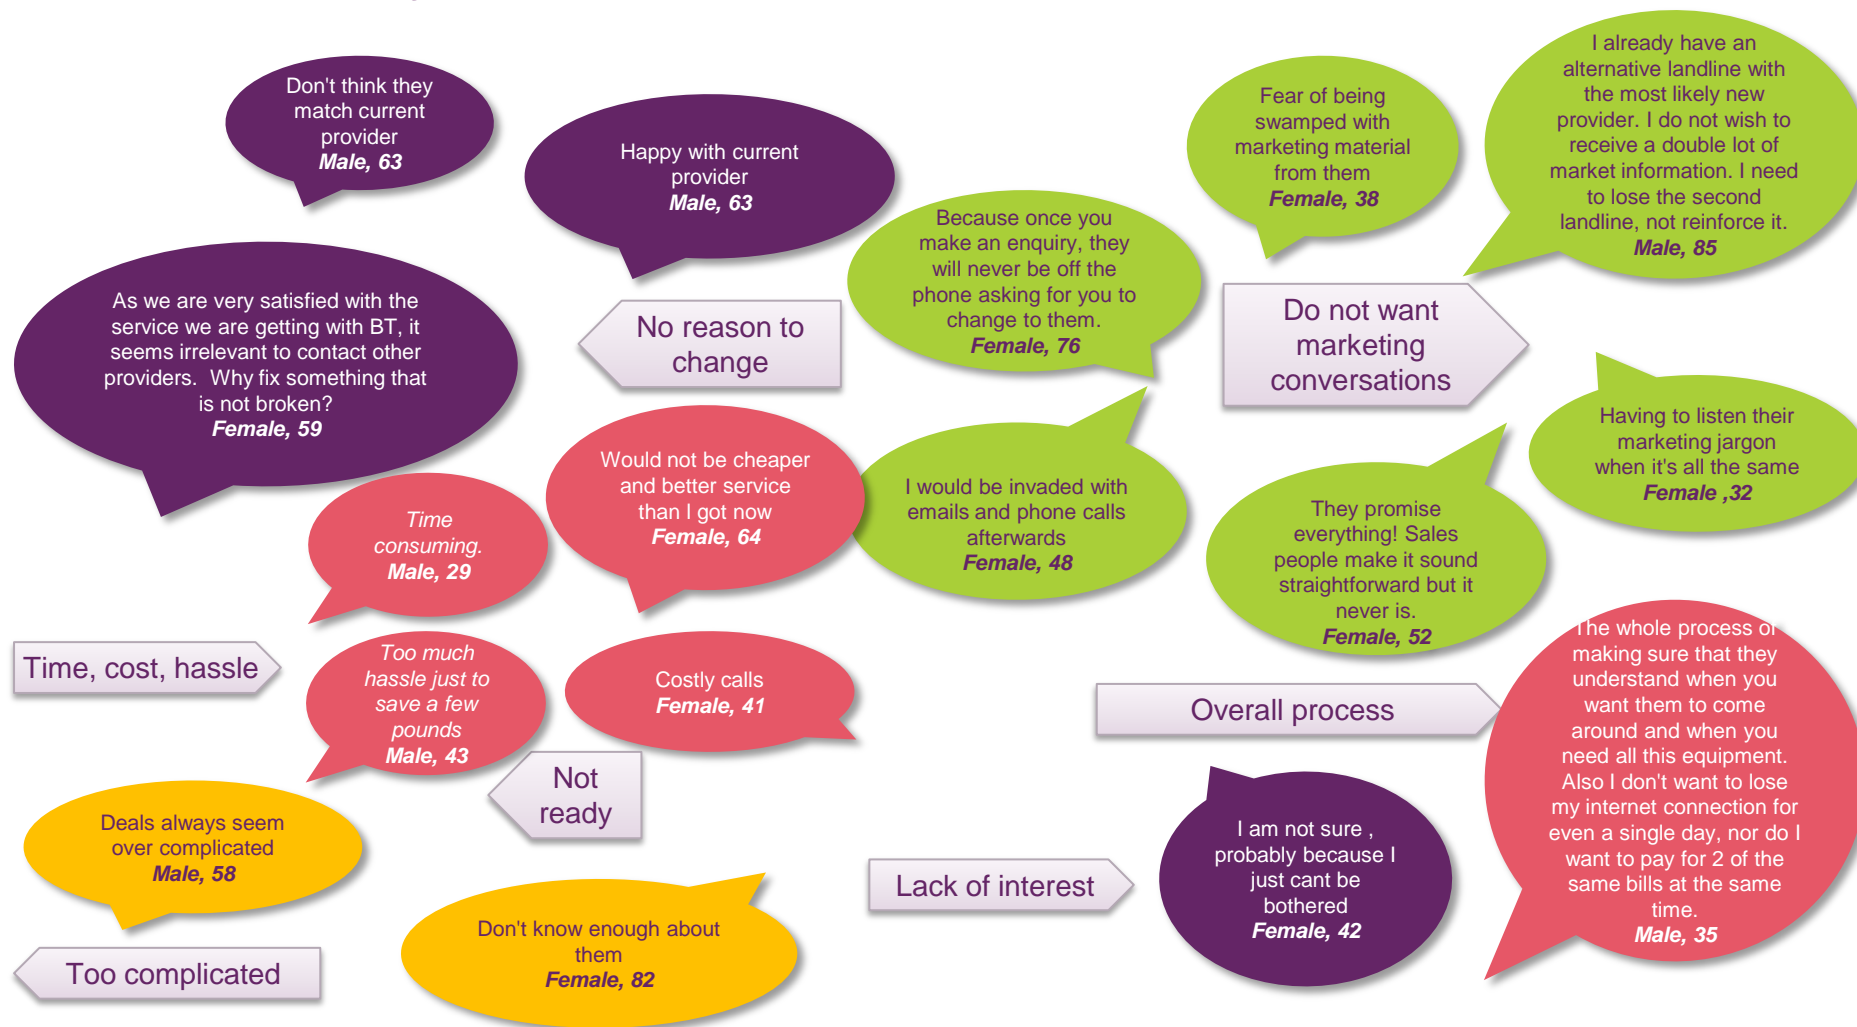 Don't think they
match current
provider
Male, 63
Happy with current
provider
Male, 63
Fear of being
swamped with
marketing material
from them
Female, 38
I already have an
alternative landline with
the most likely new
provider. I do not wish to
receive a double lot of
market information. I need
to lose the second
landline, not reinforce it.
Male, 85
Because once you
make an enquiry, they
will never be off the
phone asking for you to
change to them.
Female, 76
As we are very satisfied with the
service we are getting with BT, it
seems irrelevant to contact other
providers.  Why fix something that
is not broken?
Female, 59
No reason to
change
Do not want
marketing
conversations
Having to listen their
marketing jargon
when it's all the same
Female ,32
Would not be cheaper
and better service
than I got now
Female, 64
I would be invaded with
emails and phone calls
afterwards
Female, 48
They promise
everything! Sales
people make it sound
straightforward but it
never is.
Female, 52
Time
consuming.
Male, 29
Time, cost, hassle
Too much
hassle just to
save a few
pounds
Male, 43
Costly calls
Female, 41
Overall process
The whole process of
making sure that they
understand when you
want them to come
around and when you
need all this equipment.
Also I don't want to lose
my internet connection for
even a single day, nor do I
want to pay for 2 of the
same bills at the same
time.
Male, 35
Not
ready
Deals always seem
over complicated
Male, 58
Lack of interest
I am not sure ,
probably because I
just cant be
bothered
Female, 42
Don't know enough about
them
Female, 82
Too complicated